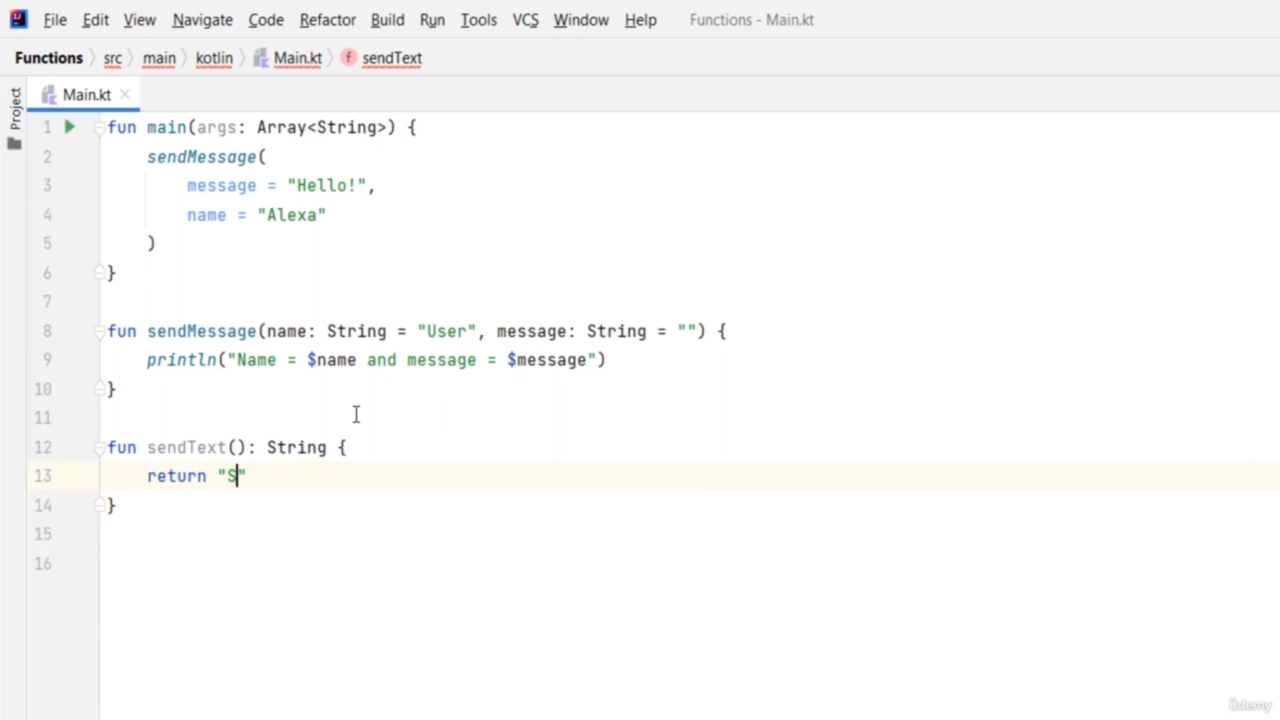 File Edit View Navigate Code Refactor Build Run Tools VCS Window Help Functions - Main.kt
Functions src main kotlin Main.kt f sendText
Project
Main.kt
1 fun main(args: Array<String>) {
2 sendMessage(
3 message = "Hello!",
4 name = "Alexa"
5 )
6 }
7
8 fun sendMessage(name: String = "User", message: String = "") {
9 println("Name = $name and message = $message")
10 }
11
12 fun sendText(): String {
13 return "S"
14 }
15
16
ûdemy